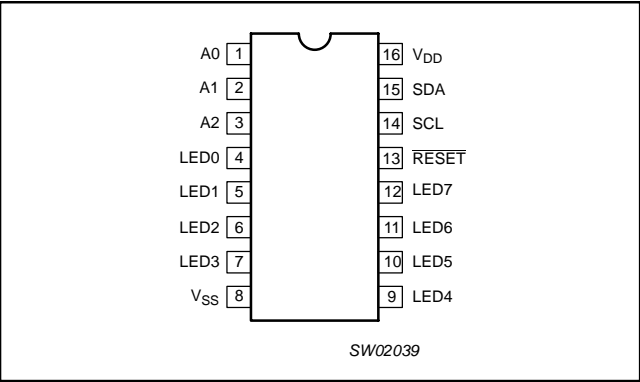 A0 1 16 VDD
A1 2 15 SDA
A2 3 14 SCL
LED0 4 13 RESET
LED1 5 12 LED7
LED2 6 11 LED6
LED3 7 10 LED5
VSS 8 9 LED4
SW02039